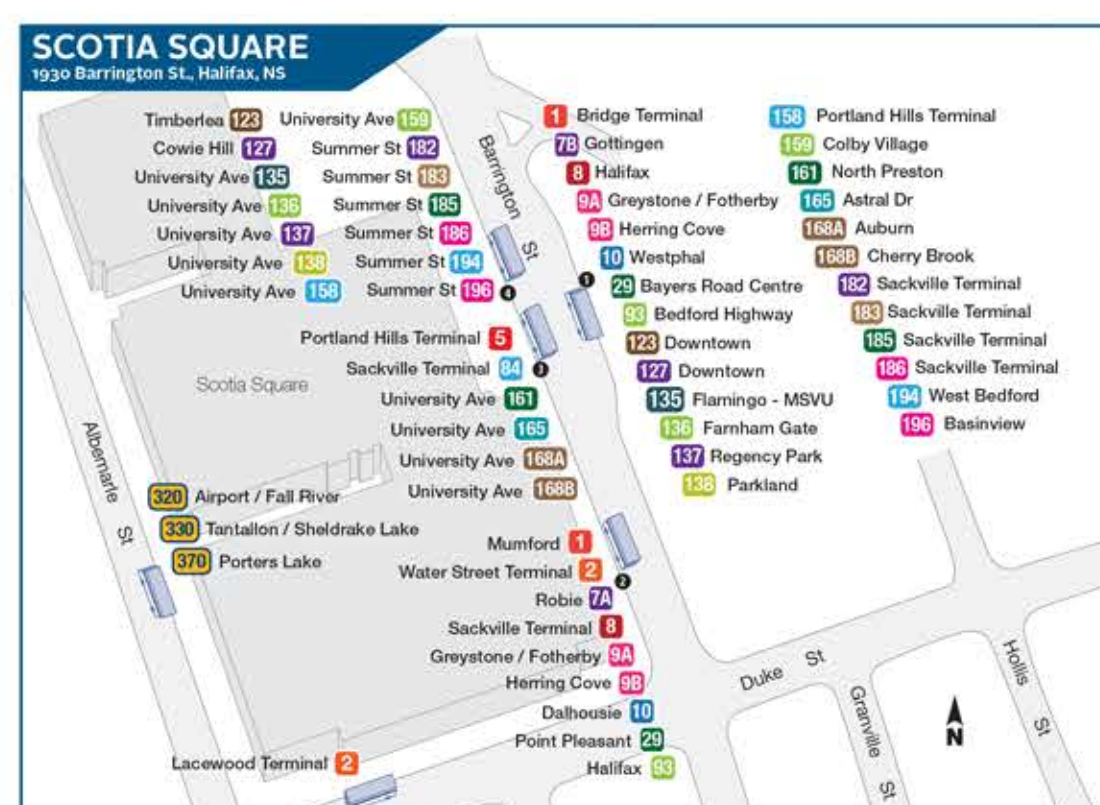 SCOTIA SQUARE
1930 Barrington St., Halifax, NS
Timberlea 123
Cowie Hill 127
University Ave 135
University Ave 136
University Ave 137
University Ave 138
University Ave 158
University Ave 159
Summer St 182
Summer St 183
Summer St 185
Summer St 186
Summer St 194
Summer St 196
4
Portland Hills Terminal 5
Sackville Terminal 84
3
University Ave 161
University Ave 165
University Ave 168A
University Ave 168B
Mumford 1
Water Street Terminal 2
2
Robie 7A
Sackville Terminal 8
Greystone / Fotherby 9A
Herring Cove 9B
Dalhousie 10
Point Pleasant 29
Halifax 93
1
1 Bridge Terminal
7B Gottingen
8 Halifax
9A Greystone / Fotherby
9B Herring Cove
10 Westphal
29 Bayers Road Centre
93 Bedford Highway
123 Downtown
127 Downtown
135 Flamingo - MSVU
136 Farnham Gate
137 Regency Park
138 Parkland
158 Portland Hills Terminal
159 Colby Village
161 North Preston
165 Astral Dr
168A Auburn
168B Cherry Brook
182 Sackville Terminal
183 Sackville Terminal
185 Sackville Terminal
186 Sackville Terminal
194 West Bedford
196 Basinview
Barrington St
Scotia Square
Albemarle St
320 Airport / Fall River
330 Tantallon / Sheldrake Lake
370 Porters Lake
Lacewood Terminal 2
Duke St
Granville St
Hollis St
N